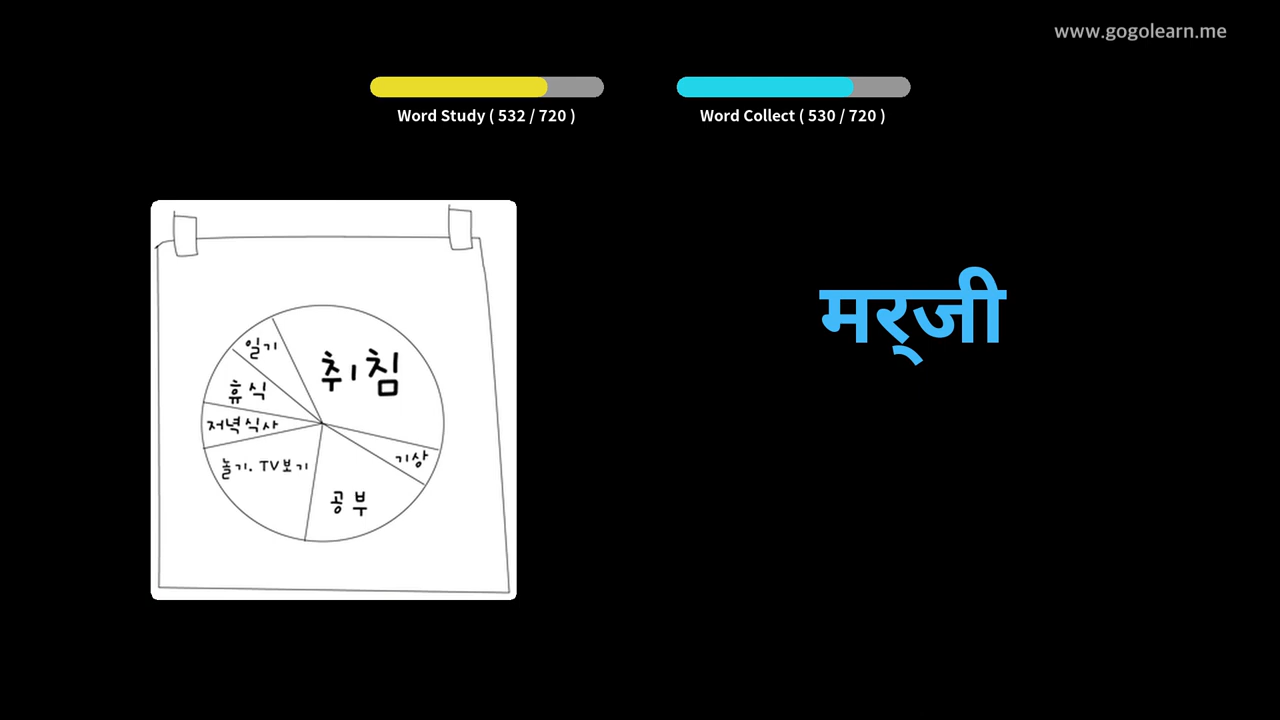 www.gogolearn.me
Word Study ( 532 / 720 )
Word Collect ( 530 / 720 )
मर्‌जी
일기
취침
휴식
저녁식사
기상
놀기. TV보기
공부